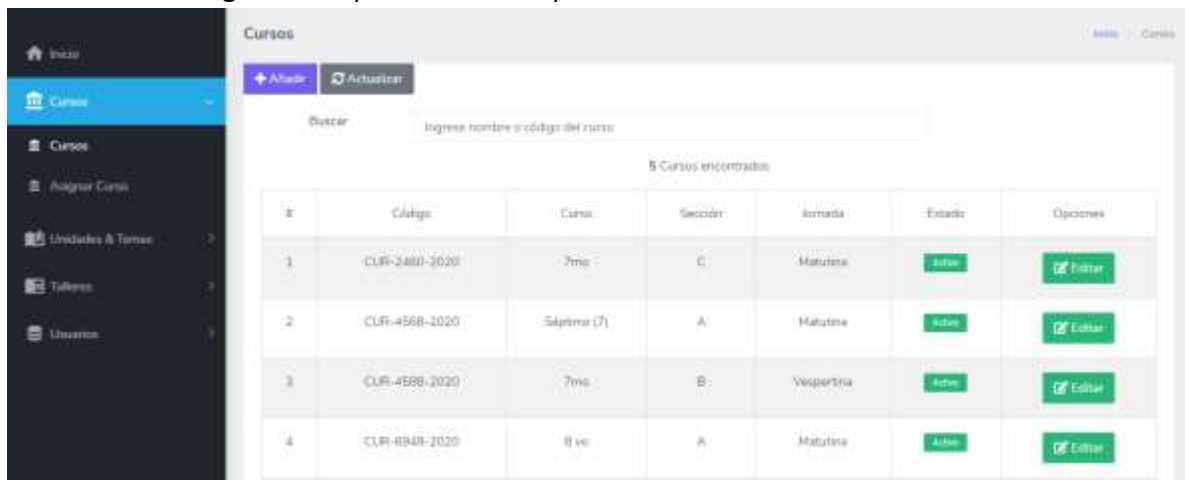 Cursos
Inicio / Cursos
Inicio
Cursos
Cursos
Asignar Curso
Unidades & Temas
Talleres
Usuarios
Añadir
Actualizar
Buscar
Ingrese nombre o código del curso
5 Cursos encontrados
# Código Curso Sección Jornada Estado Opciones
1 CUR-2480-2020 7mo C Matutina Activo Editar
2 CUR-4568-2020 Séptimo (7) A Matutina Activo Editar
3 CUR-4588-2020 7mo B Vespertina Activo Editar
4 CUR-6949-2020 8 vo A Matutina Activo Editar